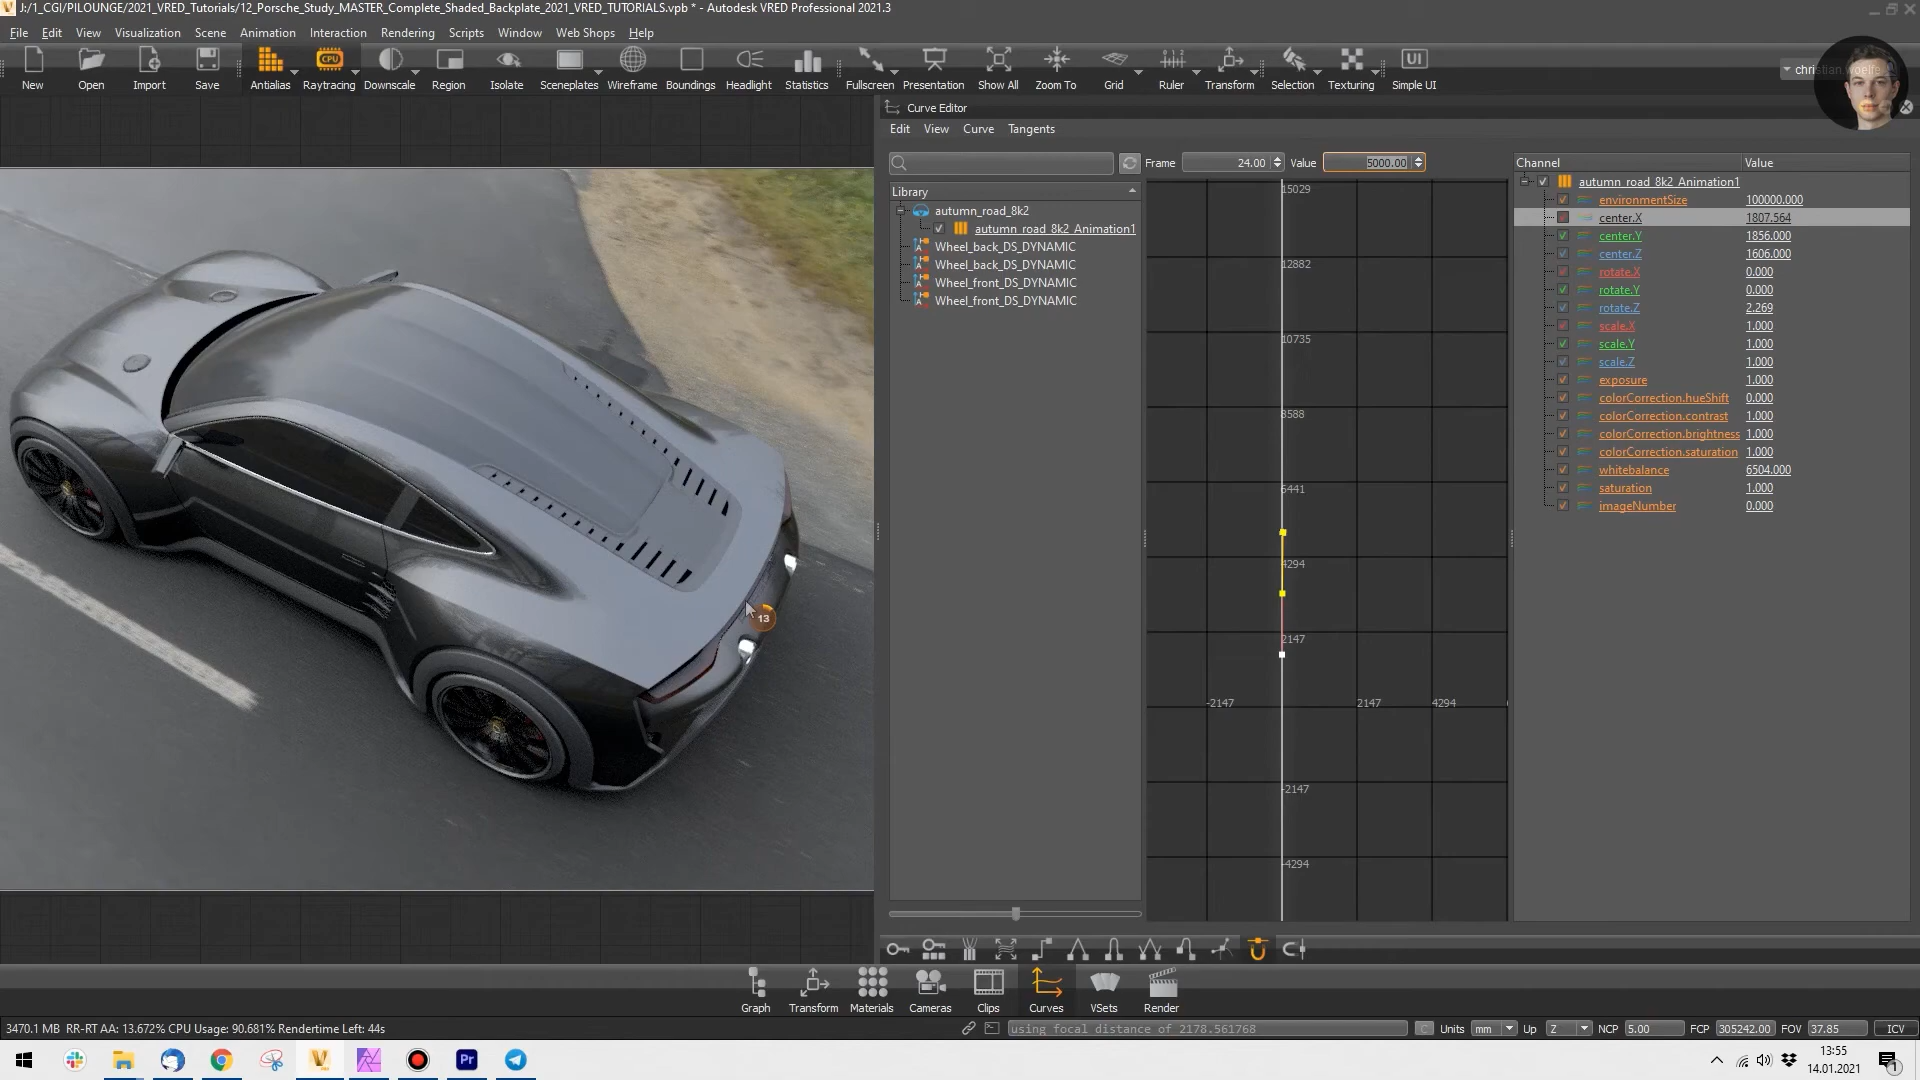 J:/1_CGI/PILOUNGE/2021_VRED_Tutorials/12_Porsche_Study_MASTER_Complete_Shaded_Backplate_2021_VRED_TUTORIALS.vpb * - Autodesk VRED Professional 2021.3
File Edit View Visualization Scene Animation Interaction Rendering Scripts Window Web Shops Help
CPU UI
New Open Import Save Antialias Raytracing Downscale Region Isolate Sceneplates Wireframe Boundings Headlight Statistics Fullscreen Presentation Show All Zoom To Grid Ruler Transform Selection Texturing Simple UI
Curve Editor
Edit View Curve Tangents
Frame 24.00 Value 5000.00
Library
autumn_road_8k2
autumn_road_8k2_Animation1
Wheel_back_DS_DYNAMIC
Wheel_back_DS_DYNAMIC
Wheel_front_DS_DYNAMIC
Wheel_front_DS_DYNAMIC
15029
12882
10735
8588
6441
4294
2147
-2147 2147 4294
-2147
-4294
Channel Value
autumn_road_8k2_Animation1
environmentSize 100000.000
center.X 1807.564
center.Y 1856.000
center.Z 1606.000
rotate.X 0.000
rotate.Y 0.000
rotate.Z 2.269
scale.X 1.000
scale.Y 1.000
scale.Z 1.000
exposure 1.000
colorCorrection.hueShift 0.000
colorCorrection.contrast 1.000
colorCorrection.brightness 1.000
colorCorrection.saturation 1.000
whitebalance 6504.000
saturation 1.000
imageNumber 0.000
13
Graph Transform Materials Cameras Clips Curves VSets Render
3470.1 MB RR-RT AA: 13.672% CPU Usage: 90.681% Rendertime Left: 44s
using focal distance of 2178.561768
C Units mm Up Z NCP 5.00 FCP 305242.00 FOV 37.85 ICV
Pr
13:55
14.01.2021
1